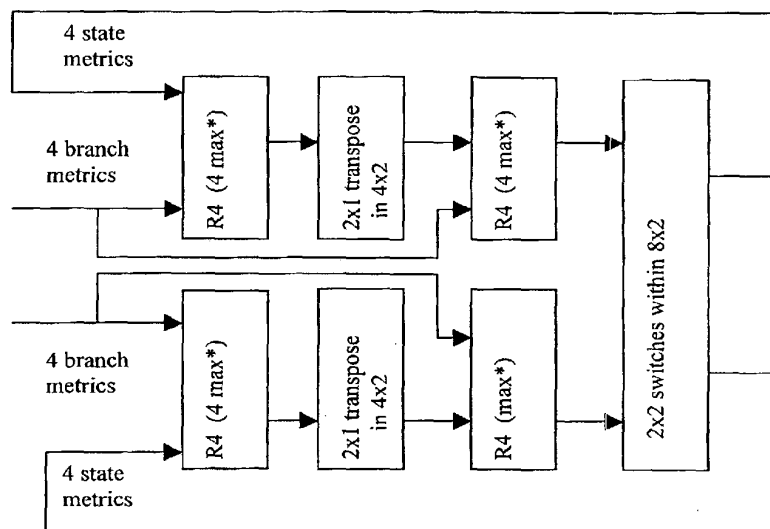 4 state
metrics
R4 (4 max*)
2x1 transpose
in 4x2
R4 (4 max*)
4 branch
metrics
2x2 switches within 8x2
4 branch
metrics
R4 (4 max*)
2x1 transpose
in 4x2
R4 (max*)
4 state
metrics